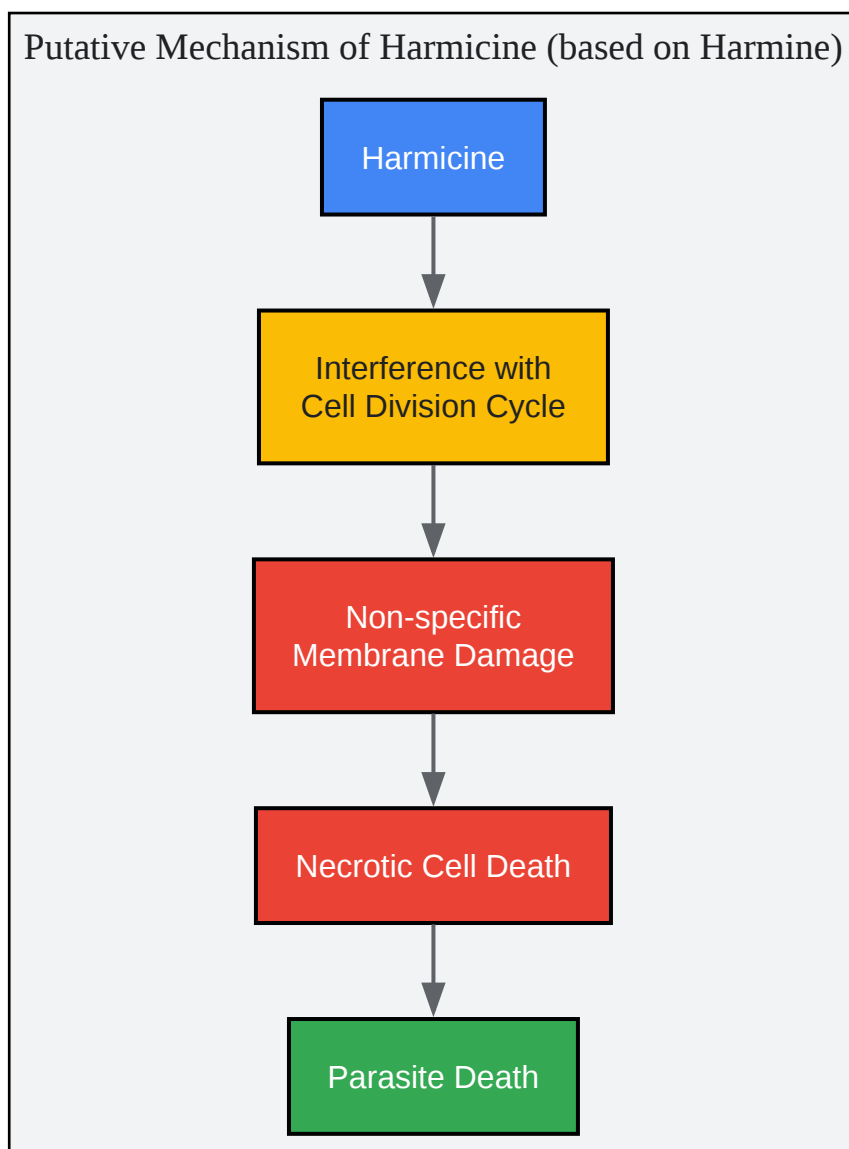 Putative Mechanism of Harmicine (based on Harmine)
Harmicine
Interference with
Cell Division Cycle
Non-specific
Membrane Damage
Necrotic Cell Death
Parasite Death